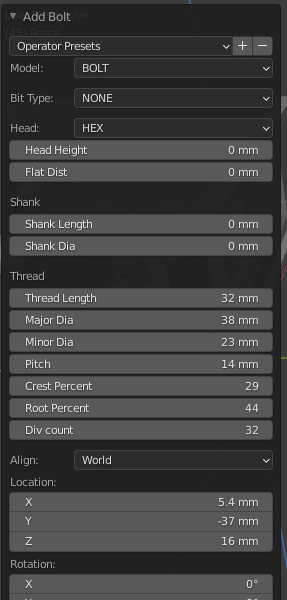 Add Bolt
Operator Presets
Model: BOLT
Bit Type: NONE
Head: HEX
Head Height 0 mm
Flat Dist 0 mm
Shank
Shank Length 0 mm
Shank Dia 0 mm
Thread
Thread Length 32 mm
Major Dia 38 mm
Minor Dia 23 mm
Pitch 14 mm
Crest Percent 29
Root Percent 44
Div count 32
Align: World
Location:
X 5.4 mm
Y -37 mm
Z 16 mm
Rotation:
X 0°